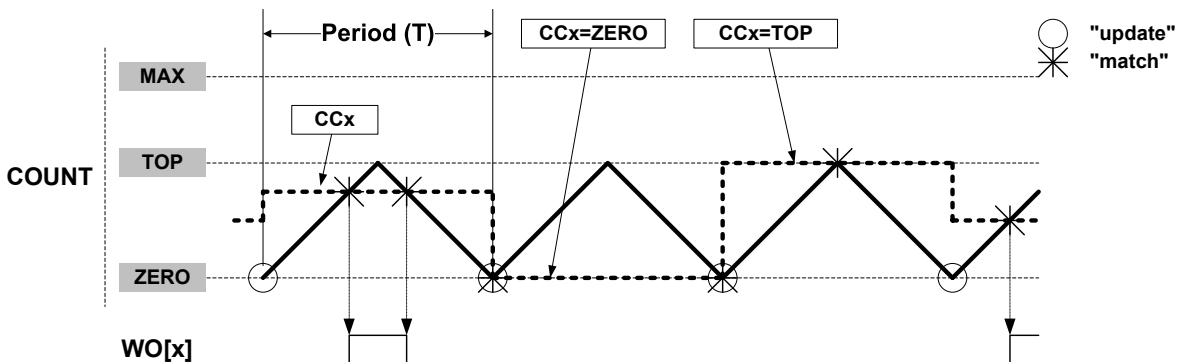 Period (T)
CCx=ZERO
CCx=TOP
"update"
"match"
MAX
CCx
TOP
COUNT
ZERO
WO[x]